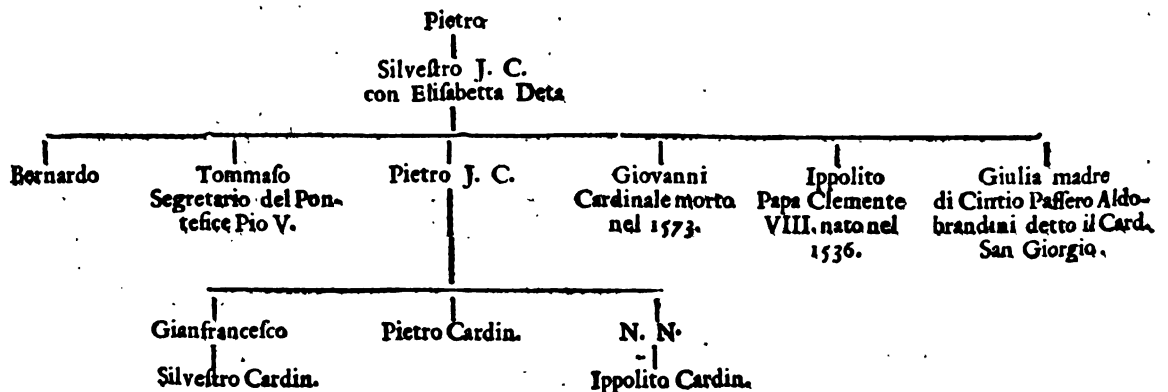 Pietro
Silveſtro J. C.
con Eliſabetta Deta
Bernardo
Tommaſo
Segretario del Pon-
tefice Pio V.
Pietro J. C.
Giovanni
Cardinale morto
nel 1573.
Ippolito
Papa Clemente
VIII. nato nel
1536.
Giulia madre
di Cintio Paſſero Aldo-
brandini detto il Card.
San Giorgio.
Gianfranceſco
Pietro Cardin.
N. N.
Silveſtro Cardin.
Ippolito Cardin.